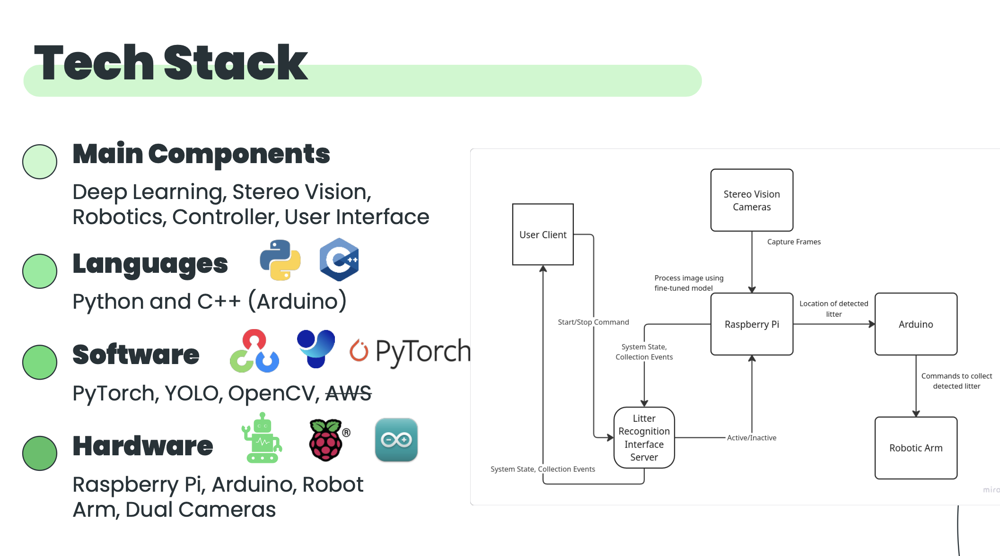 Tech Stack
Main Components
Deep Learning, Stereo Vision,
Robotics, Controller, User Interface
Languages
++
Python and C++ (Arduino)
Software
PyTorch
PyTorch, YOLO, OpenCV, AWS
Hardware
®
Raspberry Pi, Arduino, Robot
Arm, Dual Cameras
Stereo Vision
Cameras
User Client
Capture Frames
Process image using
fine-tuned model
Location of detected
litter
Start/Stop Command
Raspberry Pi
Arduino
System State,
Collection Events
Commands to collect
detected litter
Litter
Recognition
Interface
Server
Active/Inactive
Robotic Arm
System State, Collection Events
miro